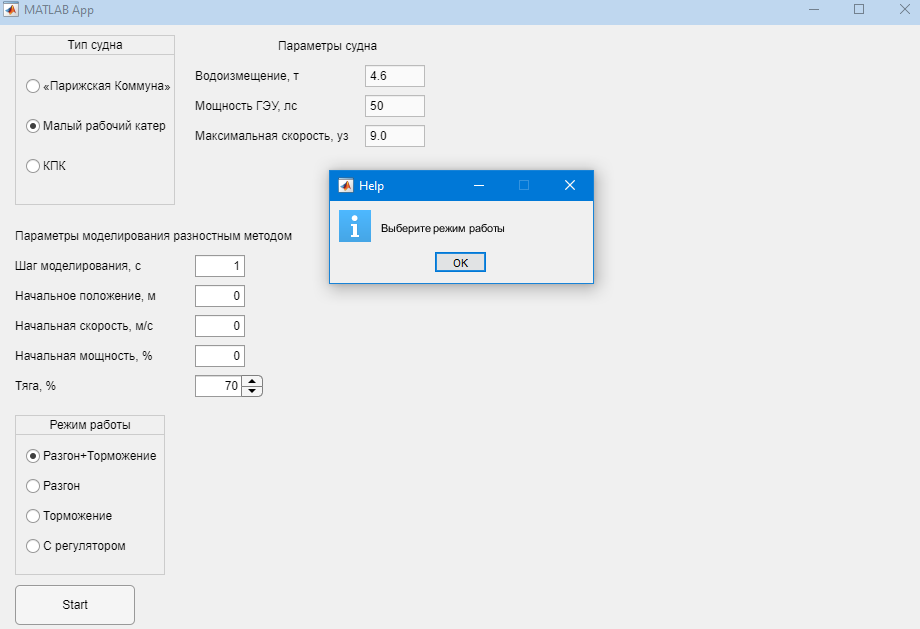 MATLAB App
Тип судна
«Парижская Коммуна»
Малый рабочий катер
КПК
Параметры судна
Водоизмещение, т 4.6
Мощность ГЭУ, лс 50
Максимальная скорость, уз 9.0
Help
Выберите режим работы
OK
Параметры моделирования разностным методом
Шаг моделирования, с 1
Начальное положение, м 0
Начальная скорость, м/с 0
Начальная мощность, % 0
Тяга, % 70
Режим работы
Разгон+Торможение
Разгон
Торможение
С регулятором
Start